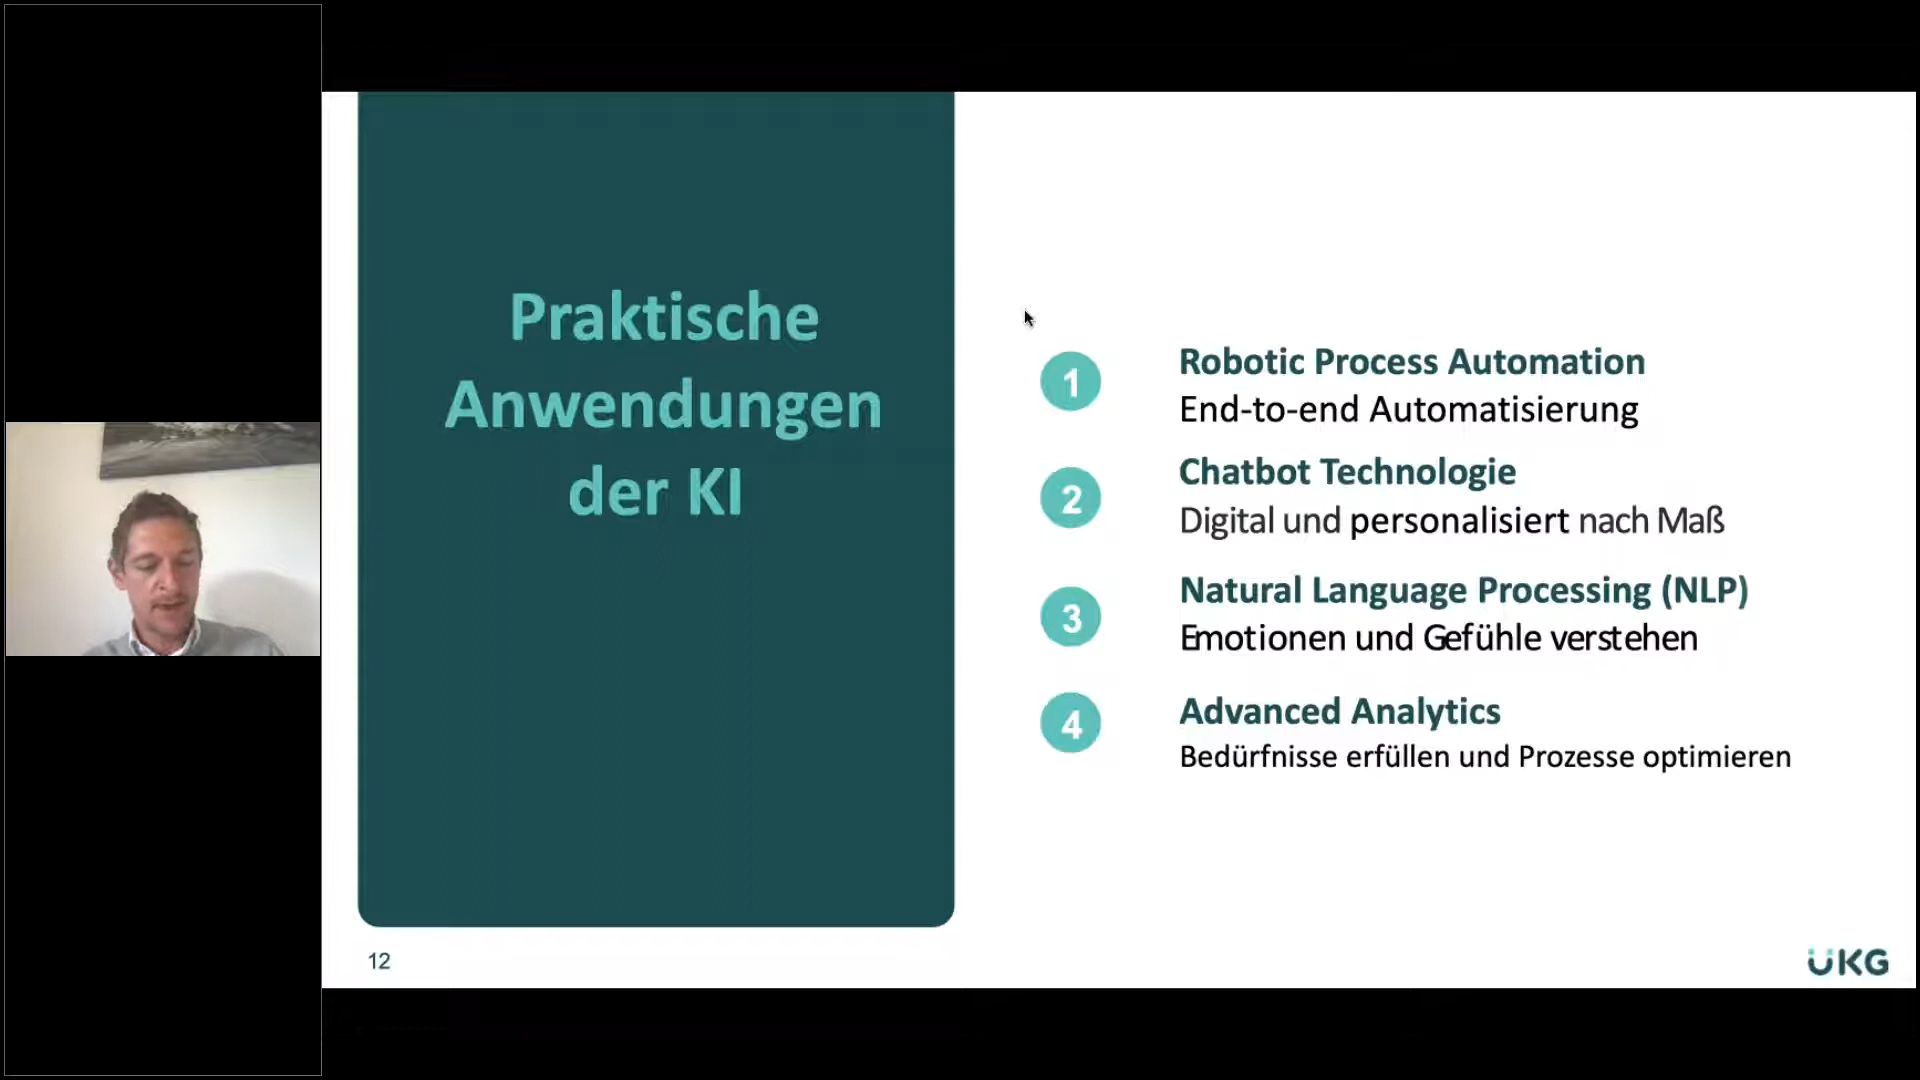 Praktische
Anwendungen
der KI
1
Robotic Process Automation
End-to-end Automatisierung
2
Chatbot Technologie
Digital und personalisiert nach Maß
3
Natural Language Processing (NLP)
Emotionen und Gefühle verstehen
4
Advanced Analytics
Bedürfnisse erfüllen und Prozesse optimieren
12
UKG